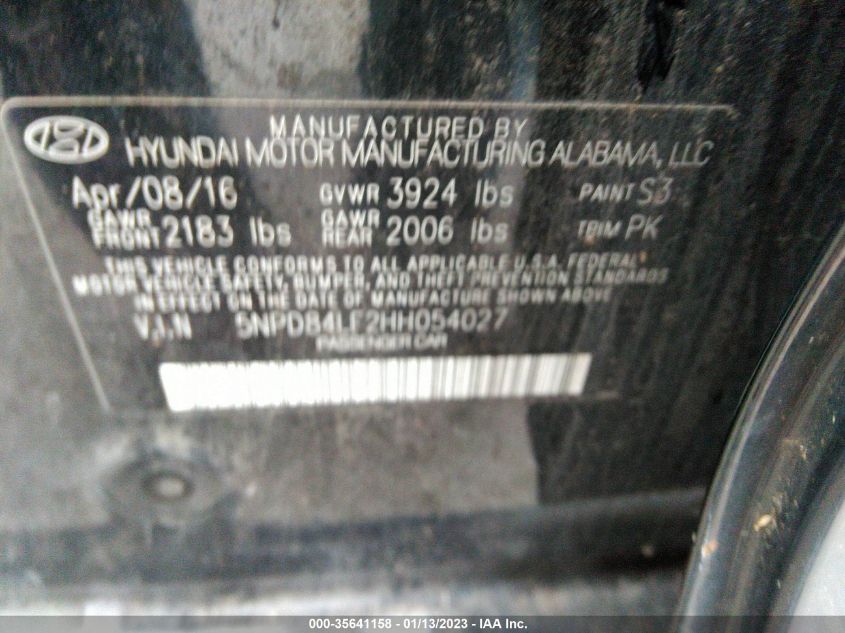 MANUFACTURED BY
HYUNDAI MOTOR MANUFACTURING ALABAMA, LLC
Apr/08/16 GVWR 3924 lbs PAINT S3
GAWR FRONT 2183 lbs GAWR REAR 2006 lbs TRIM PK
THIS VEHICLE CONFORMS TO ALL APPLICABLE U.S.A. FEDERAL
MOTOR VEHICLE SAFETY, BUMPER, AND THEFT PREVENTION STANDARDS
IN EFFECT ON THE DATE OF MANUFACTURE SHOWN ABOVE
V.I.N 5NPD84LF2HH054027
PASSENGER CAR
000-35641158 - 01/13/2023 - IAA Inc.